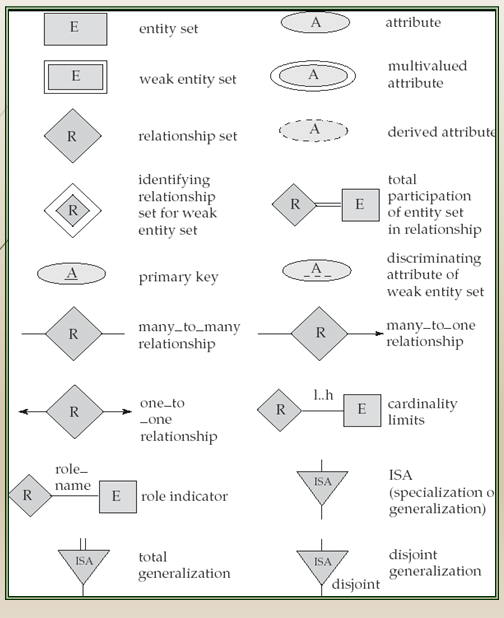 E
entity set
A
attribute
E
weak entity set
A
multivalued
attribute
R
relationship set
A
derived attribute
R
identifying
relationship
set for weak
entity set
R
E
total
participation
of entity set
in relationship
A
primary key
A
discriminating
attribute of
weak entity set
R
many_to_many
relationship
R
many_to_one
relationship
R
one_to
_one
relationship
R
l..h
E
cardinality
limits
R
role_
name
E
role indicator
ISA
ISA
(specialization o
generalization)
ISA
total
generalization
ISA
disjoint
disjoint
generalization